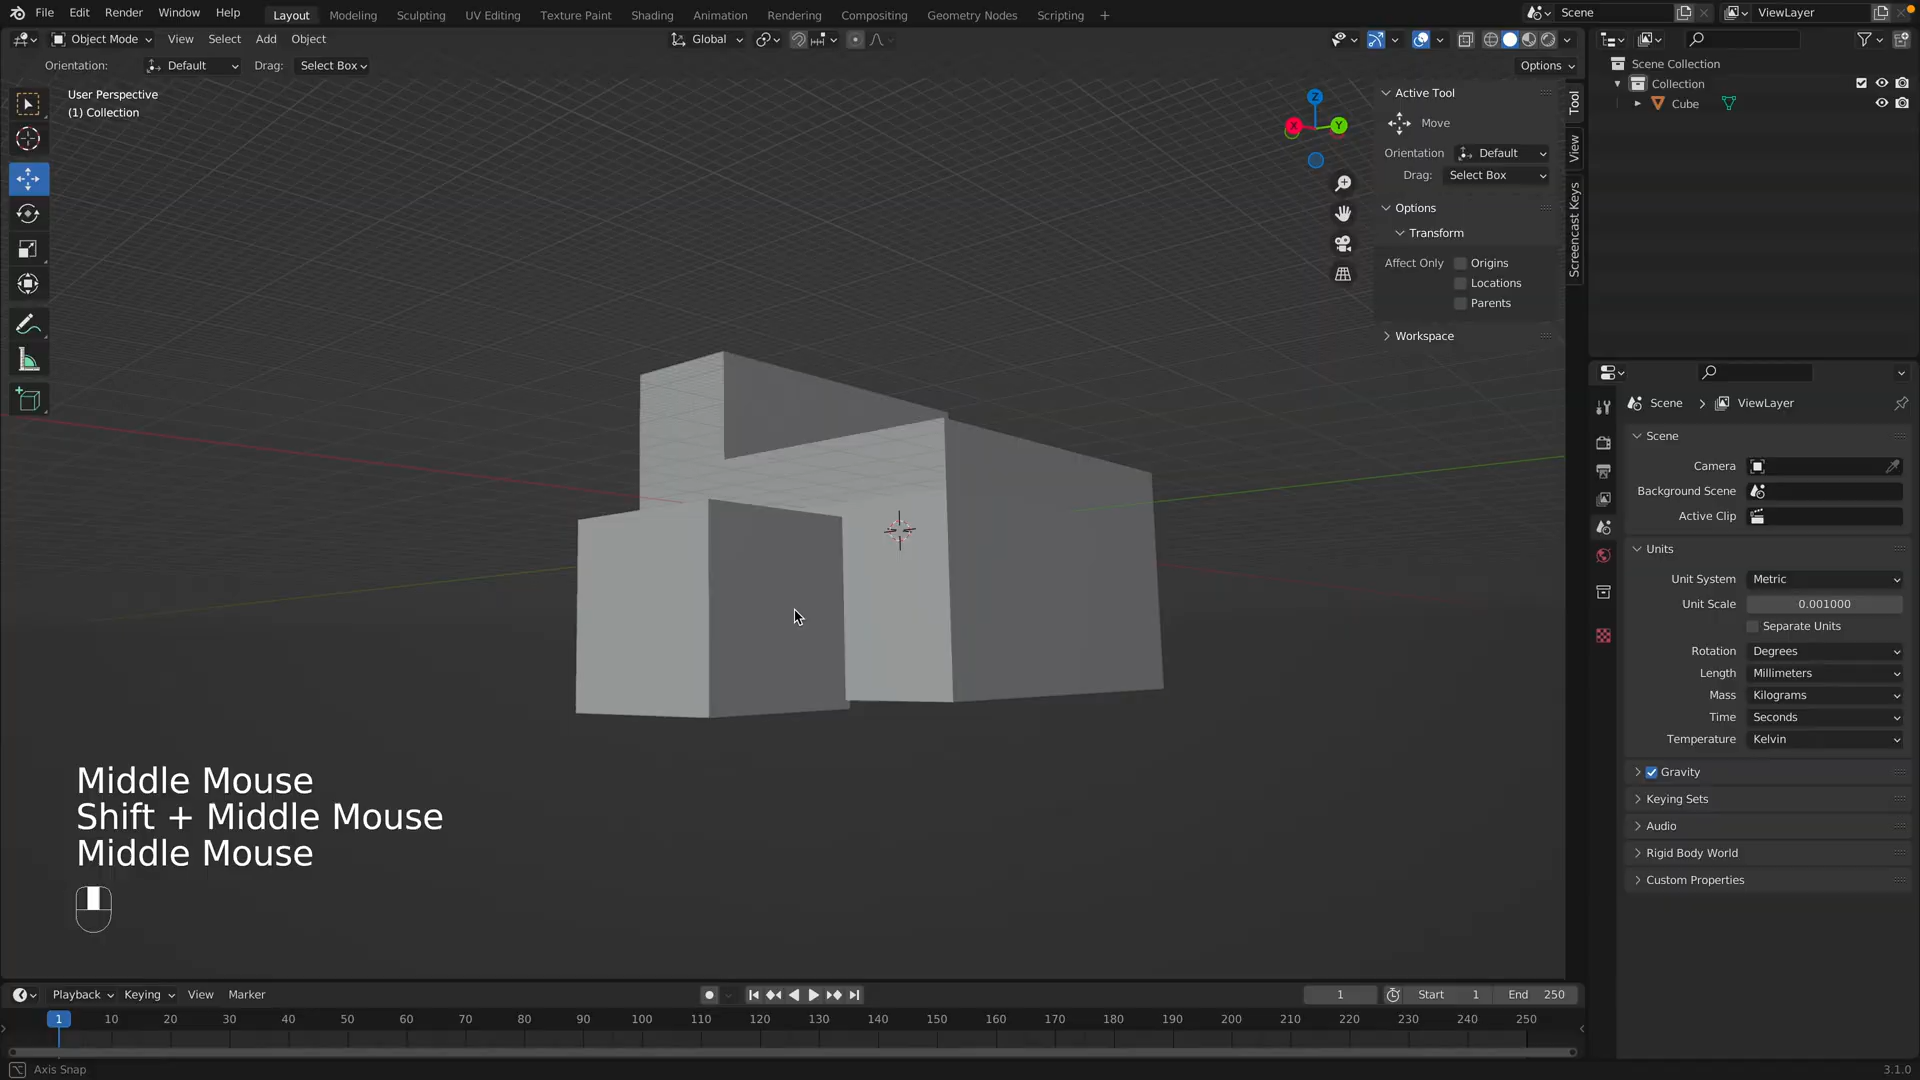 File Edit Render Window Help
Layout Modeling Sculpting UV Editing Texture Paint Shading Animation Rendering Compositing Geometry Nodes Scripting +
Scene
ViewLayer
Object Mode View Select Add Object
Global
Orientation: Default Drag: Select Box
Options
User Perspective
(1) Collection
Z
X
Y
Active Tool
Move
Orientation Default
Drag: Select Box
Options
Transform
Affect Only Origins
Locations
Parents
Workspace
Tool
View
Screencast Keys
Scene Collection
Collection
Cube
Scene > ViewLayer
Scene
Camera
Background Scene
Active Clip
Units
Unit System Metric
Unit Scale 0.001000
Separate Units
Rotation Degrees
Length Millimeters
Mass Kilograms
Time Seconds
Temperature Kelvin
Gravity
Keying Sets
Audio
Rigid Body World
Custom Properties
Middle Mouse
Shift + Middle Mouse
Middle Mouse
Playback Keying View Marker
1 Start 1 End 250
1 10 20 30 40 50 60 70 80 90 100 110 120 130 140 150 160 170 180 190 200 210 220 230 240 250
Axis Snap
3.1.0